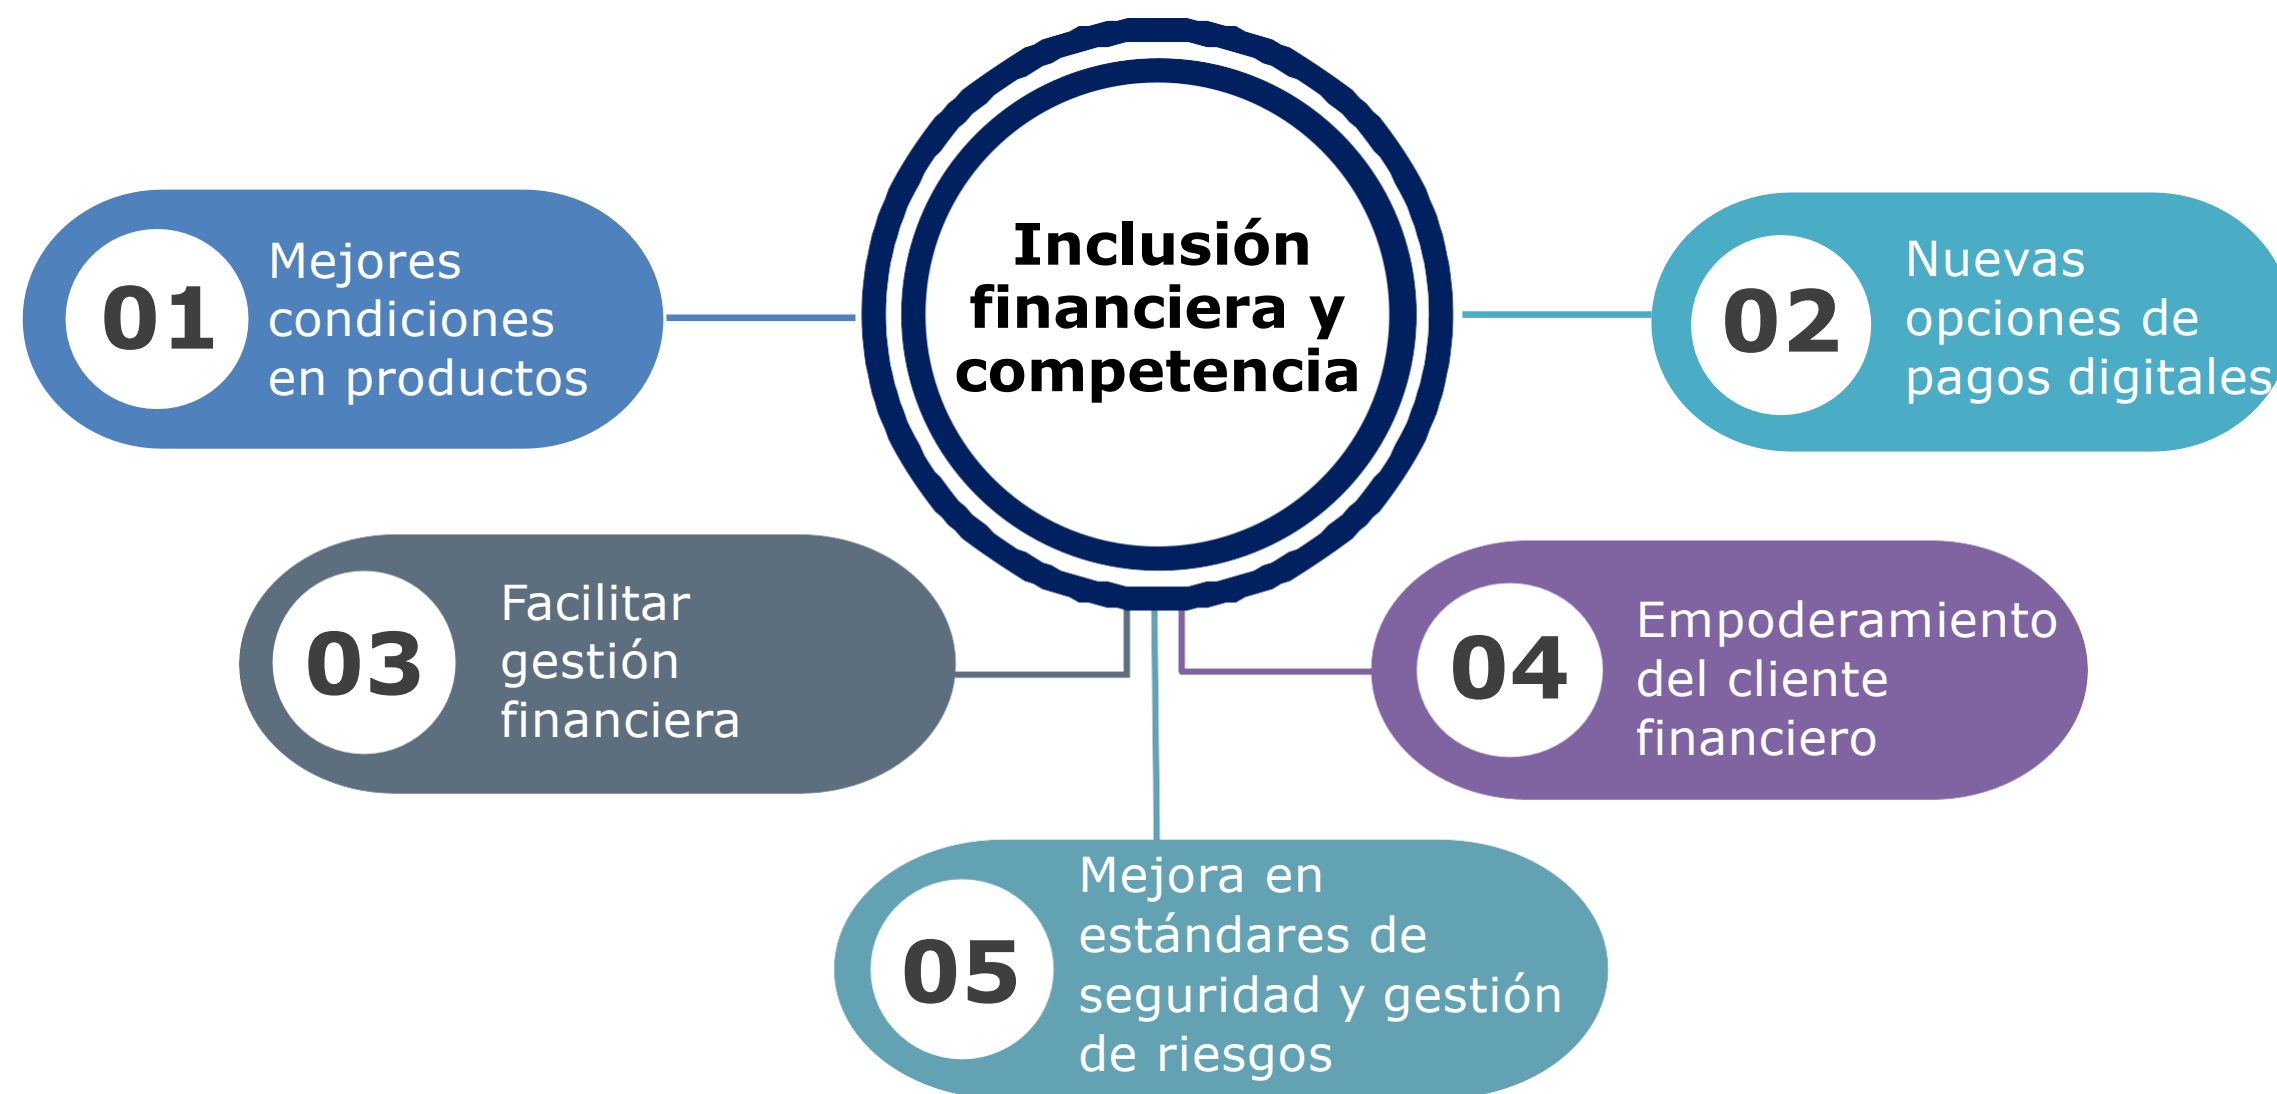 Inclusión
financiera y
competencia
01
Mejores
condiciones
en productos
02
Nuevas
opciones de
pagos digitales
03
Facilitar
gestión
financiera
04
Empoderamiento
del cliente
financiero
05
Mejora en
estándares de
seguridad y gestión
de riesgos